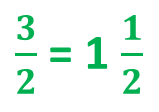 3/2 = 1 1/2